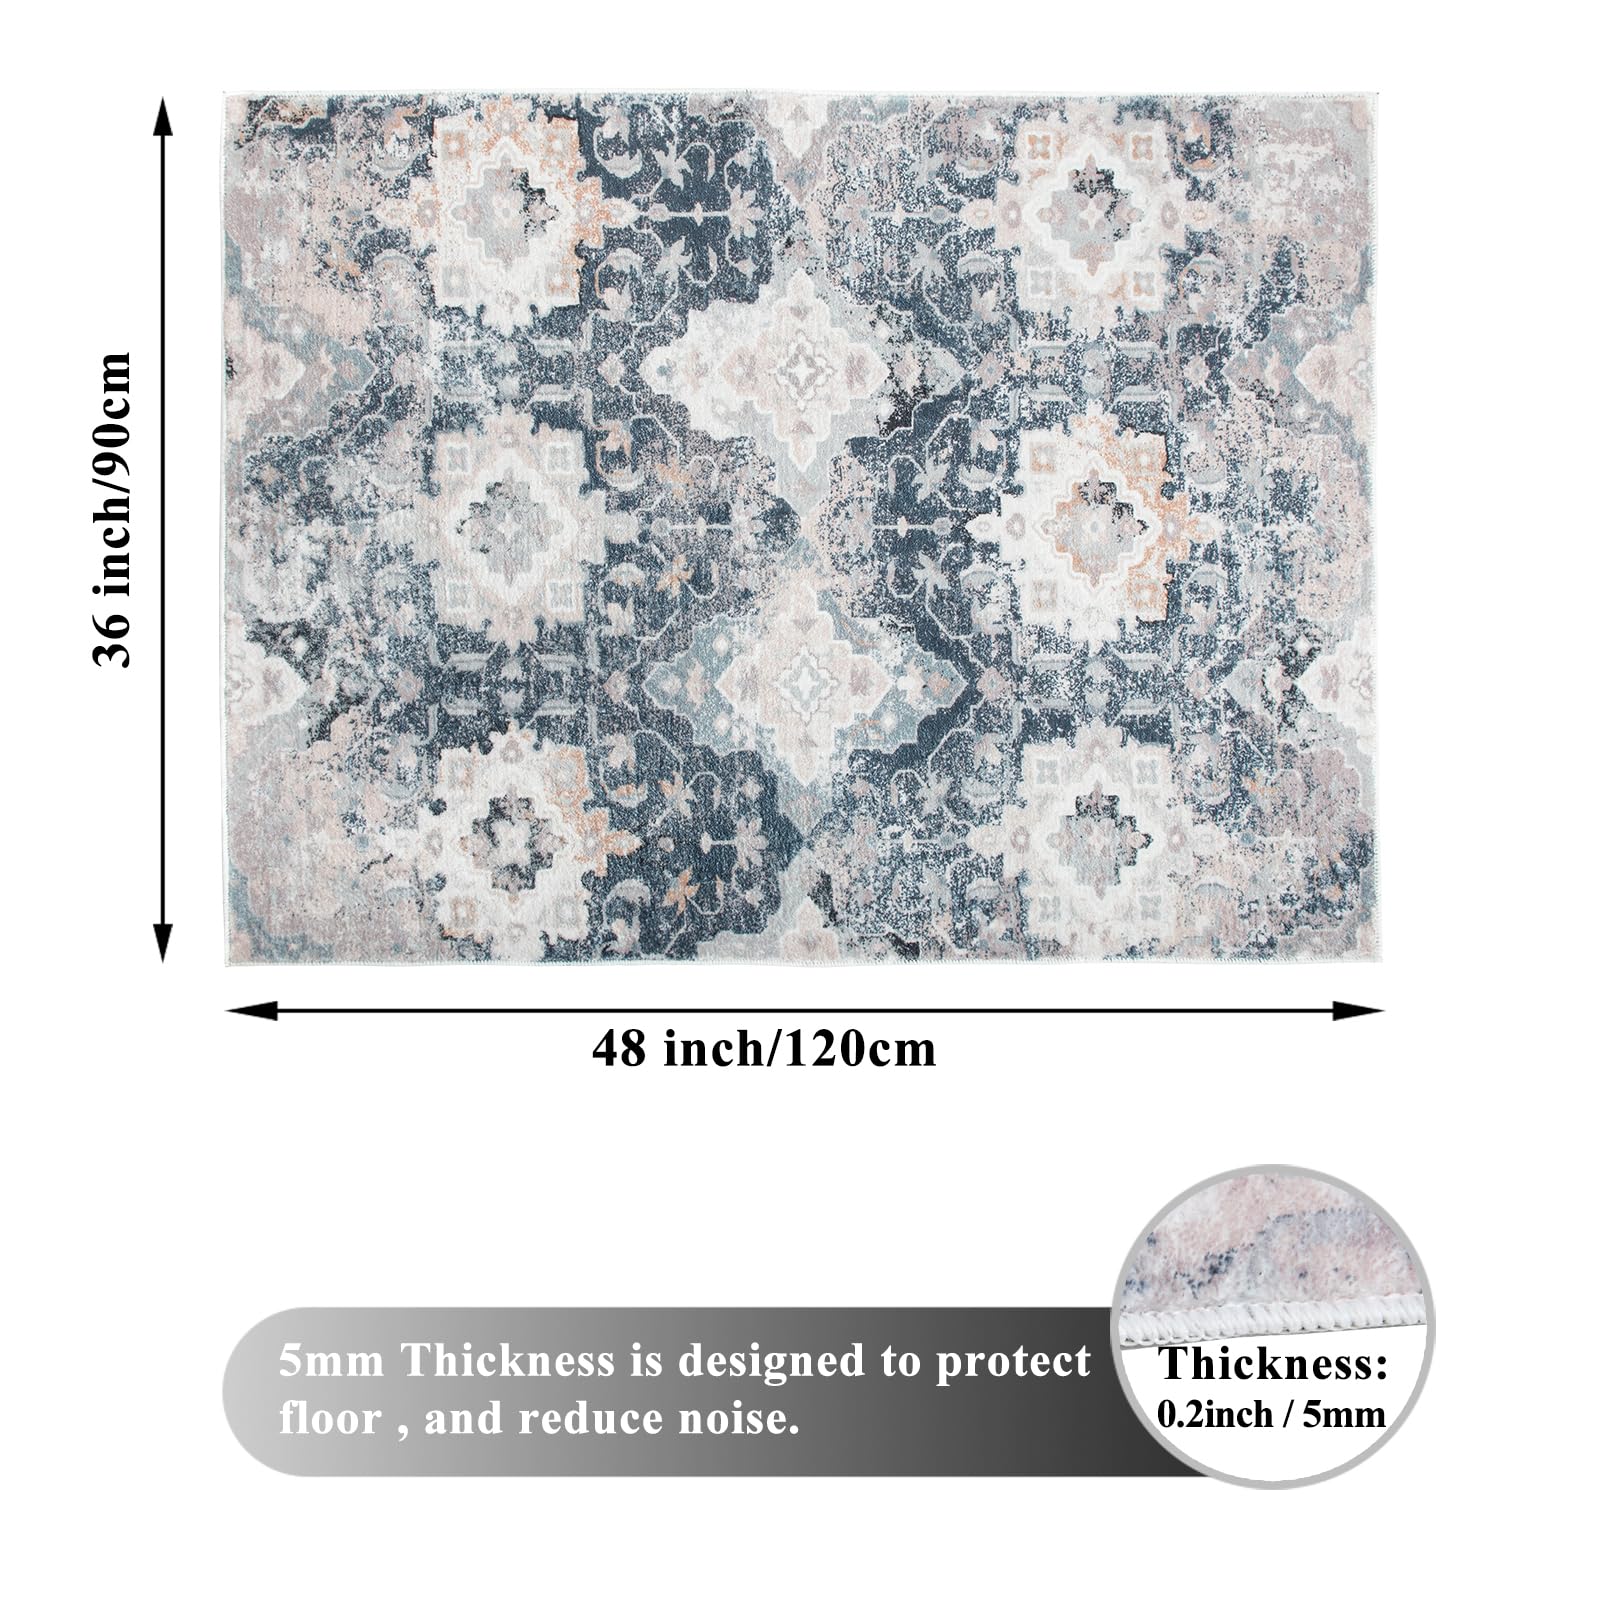 36 inch/90cm
48 inch/120cm
5mm Thickness is designed to protect
floor , and reduce noise.
Thickness:
0.2inch / 5mm